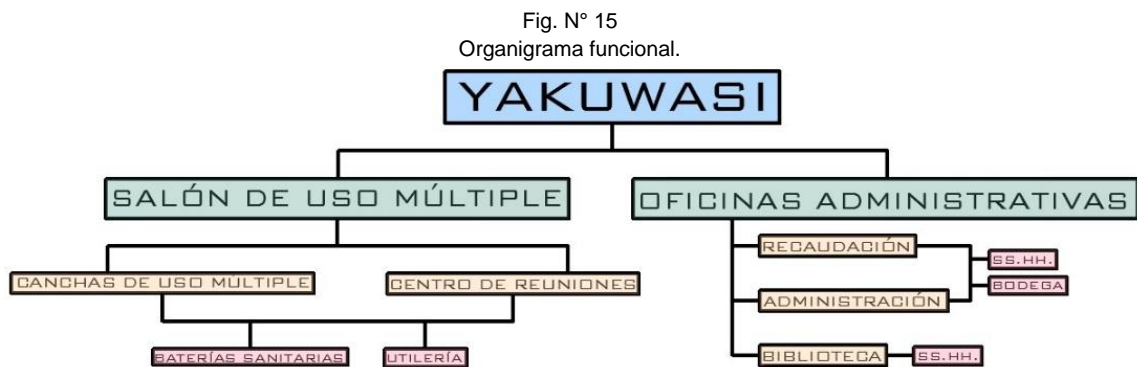 Fig. N° 15
Organigrama funcional.
YAKUWASI
SALÓN DE USO MÚLTIPLE
OFICINAS ADMINISTRATIVAS
CANCHAS DE USO MÚLTIPLE
CENTRO DE REUNIONES
BATERÍAS SANITARIAS
UTILERÍA
RECAUDACIÓN
SS.HH.
BODEGA
ADMINISTRACIÓN
BIBLIOTECA
SS.HH.